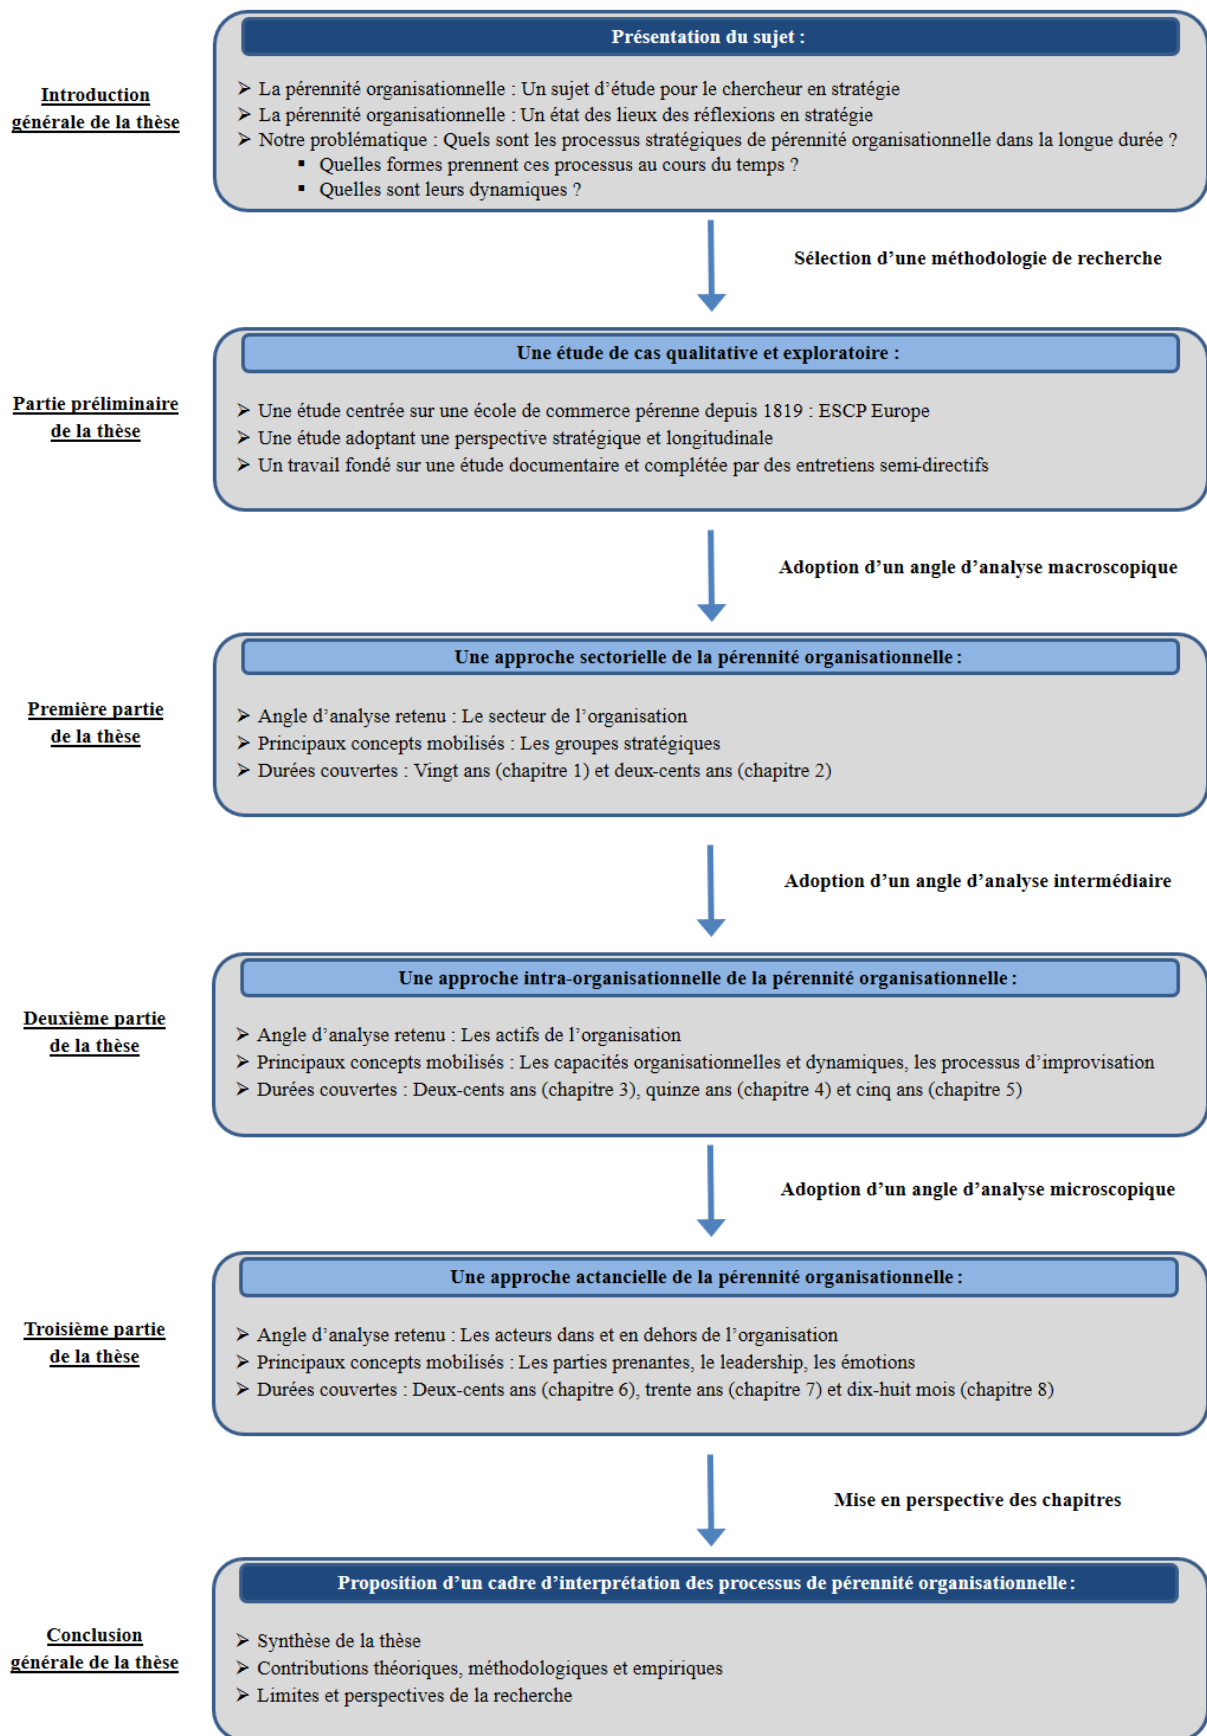 Présentation du sujet :
Introduction
générale de la thèse
➤ La pérennité organisationnelle : Un sujet d’étude pour le chercheur en stratégie
➤ La pérennité organisationnelle : Un état des lieux des réflexions en stratégie
➤ Notre problématique : Quels sont les processus stratégiques de pérennité organisationnelle dans la longue durée ?
▪ Quelles formes prennent ces processus au cours du temps ?
▪ Quelles sont leurs dynamiques ?
Sélection d’une méthodologie de recherche
Une étude de cas qualitative et exploratoire :
Partie préliminaire
de la thèse
➤ Une étude centrée sur une école de commerce pérenne depuis 1819 : ESCP Europe
➤ Une étude adoptant une perspective stratégique et longitudinale
➤ Un travail fondé sur une étude documentaire et complétée par des entretiens semi-directifs
Adoption d’un angle d’analyse macroscopique
Une approche sectorielle de la pérennité organisationnelle :
Première partie
de la thèse
➤ Angle d’analyse retenu : Le secteur de l’organisation
➤ Principaux concepts mobilisés : Les groupes stratégiques
➤ Durées couvertes : Vingt ans (chapitre 1) et deux-cents ans (chapitre 2)
Adoption d’un angle d’analyse intermédiaire
Une approche intra-organisationnelle de la pérennité organisationnelle :
Deuxième partie
de la thèse
➤ Angle d’analyse retenu : Les actifs de l’organisation
➤ Principaux concepts mobilisés : Les capacités organisationnelles et dynamiques, les processus d’improvisation
➤ Durées couvertes : Deux-cents ans (chapitre 3), quinze ans (chapitre 4) et cinq ans (chapitre 5)
Adoption d’un angle d’analyse microscopique
Une approche actancielle de la pérennité organisationnelle :
Troisième partie
de la thèse
➤ Angle d’analyse retenu : Les acteurs dans et en dehors de l’organisation
➤ Principaux concepts mobilisés : Les parties prenantes, le leadership, les émotions
➤ Durées couvertes : Deux-cents ans (chapitre 6), trente ans (chapitre 7) et dix-huit mois (chapitre 8)
Mise en perspective des chapitres
Proposition d’un cadre d’interprétation des processus de pérennité organisationnelle :
Conclusion
générale de la thèse
➤ Synthèse de la thèse
➤ Contributions théoriques, méthodologiques et empiriques
➤ Limites et perspectives de la recherche